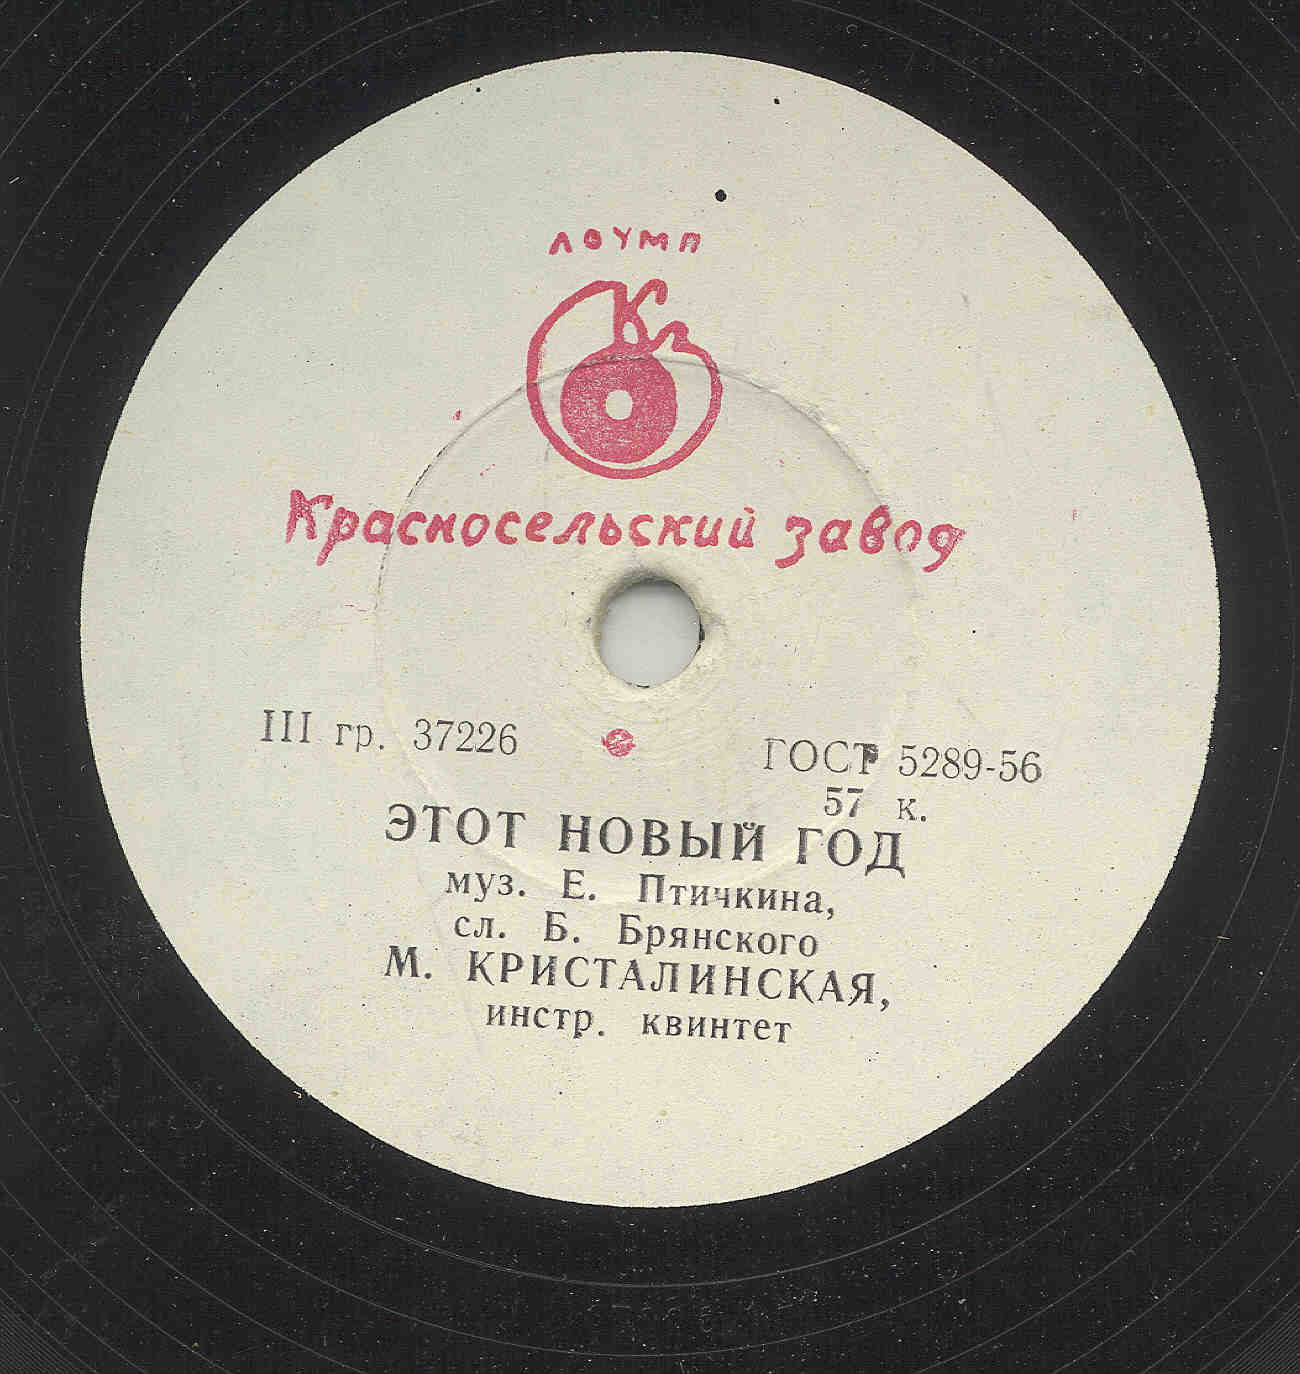 ЛОУМП
Кг
Красносельский завод
III гр. 37226
ГОСТ 5289-56
57 к.
ЭТОТ НОВЫЙ ГОД
муз. Е. Птичкина,
сл. Б. Брянского
М. КРИСТАЛИНСКАЯ,
инстр. квинтет